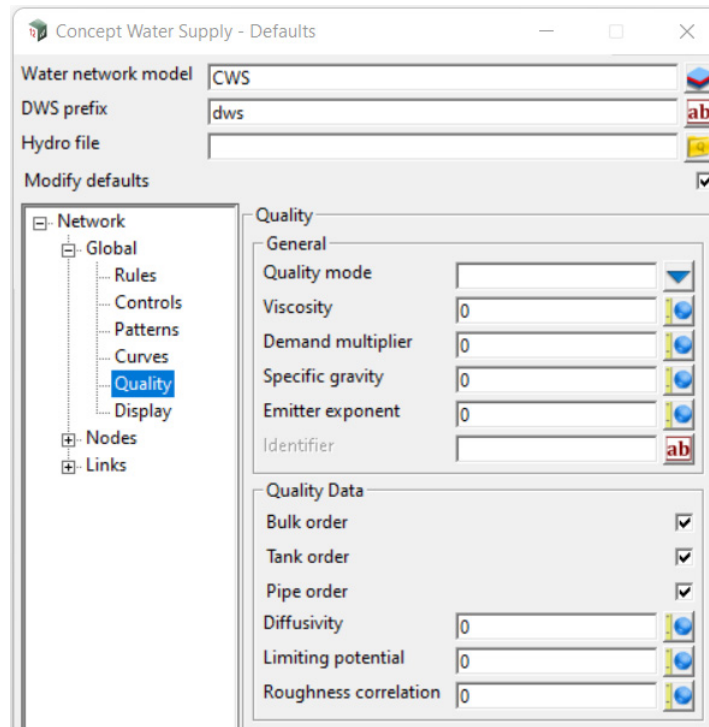 Concept Water Supply - Defaults
Water network model CWS
DWS prefix dws
ab
Hydro file
Modify defaults
Network
Global
Rules
Controls
Patterns
Curves
Quality
Display
Nodes
Links
Quality
General
Quality mode
Viscosity 0
Demand multiplier 0
Specific gravity 0
Emitter exponent 0
Identifier
ab
Quality Data
Bulk order
Tank order
Pipe order
Diffusivity 0
Limiting potential 0
Roughness correlation 0